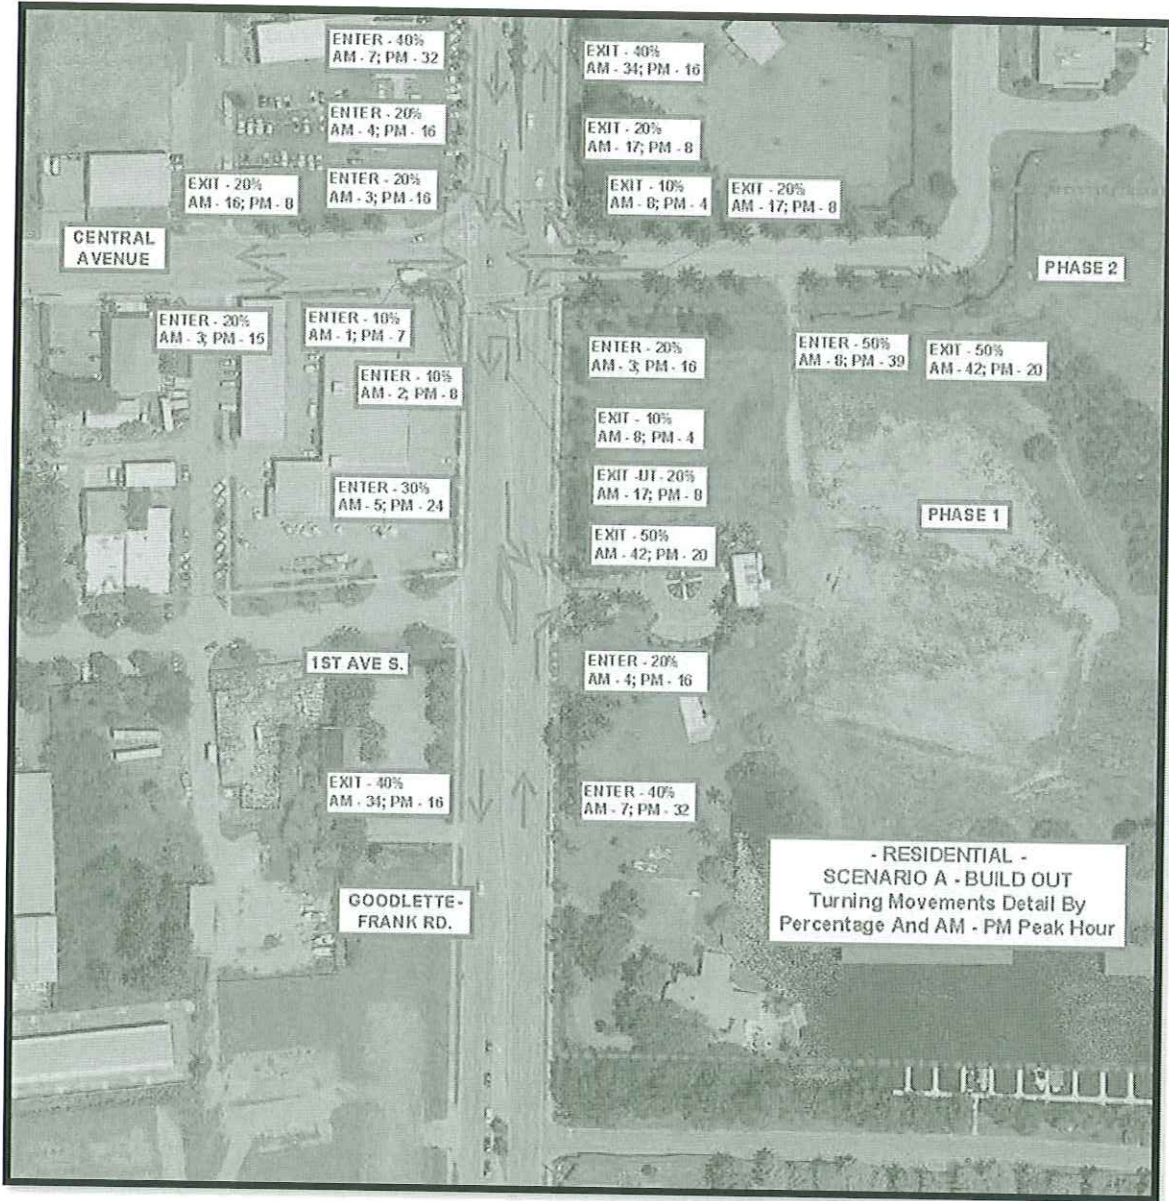 ENTER - 40%
AM - 7; PM - 32
EXIT - 40%
AM - 34; PM - 16
ENTER - 20%
AM - 4; PM - 16
EXIT - 20%
AM - 17; PM - 8
EXIT - 20%
AM - 16; PM - 8
ENTER - 20%
AM - 3; PM - 16
EXIT - 10%
AM - 8; PM - 4
EXIT - 20%
AM - 17; PM - 8
CENTRAL
AVENUE
PHASE 2
ENTER - 20%
AM - 3; PM - 15
ENTER - 10%
AM - 1; PM - 7
ENTER - 20%
AM - 3; PM - 16
ENTER - 50%
AM - 8; PM - 39
EXIT - 50%
AM - 42; PM - 20
ENTER - 10%
AM - 2; PM - 8
EXIT - 10%
AM - 8; PM - 4
ENTER - 30%
AM - 5; PM - 24
EXIT -UT - 20%
AM - 17; PM - 8
PHASE 1
EXIT - 50%
AM - 42; PM - 20
1ST AVE S.
ENTER - 20%
AM - 4; PM - 16
EXIT - 40%
AM - 34; PM - 16
ENTER - 40%
AM - 7; PM - 32
GOODLETTE-
FRANK RD.
- RESIDENTIAL -
SCENARIO A - BUILD OUT
Turning Movements Detail By
Percentage And AM - PM Peak Hour